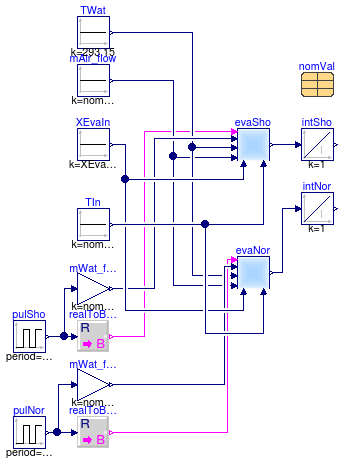 TWat
k=293.15
mAir_flow
k=nom...
nomVal
XEvaIn
k=XEva...
evaSho
intSho
k=1
TIn
k=nom...
intNor
k=1
evaNor
mWat_f...
k=nom...
pulSho
period=...
realToB...
R
B
mWat_f...
k=nom...
pulNor
period=...
realToB...
R
B